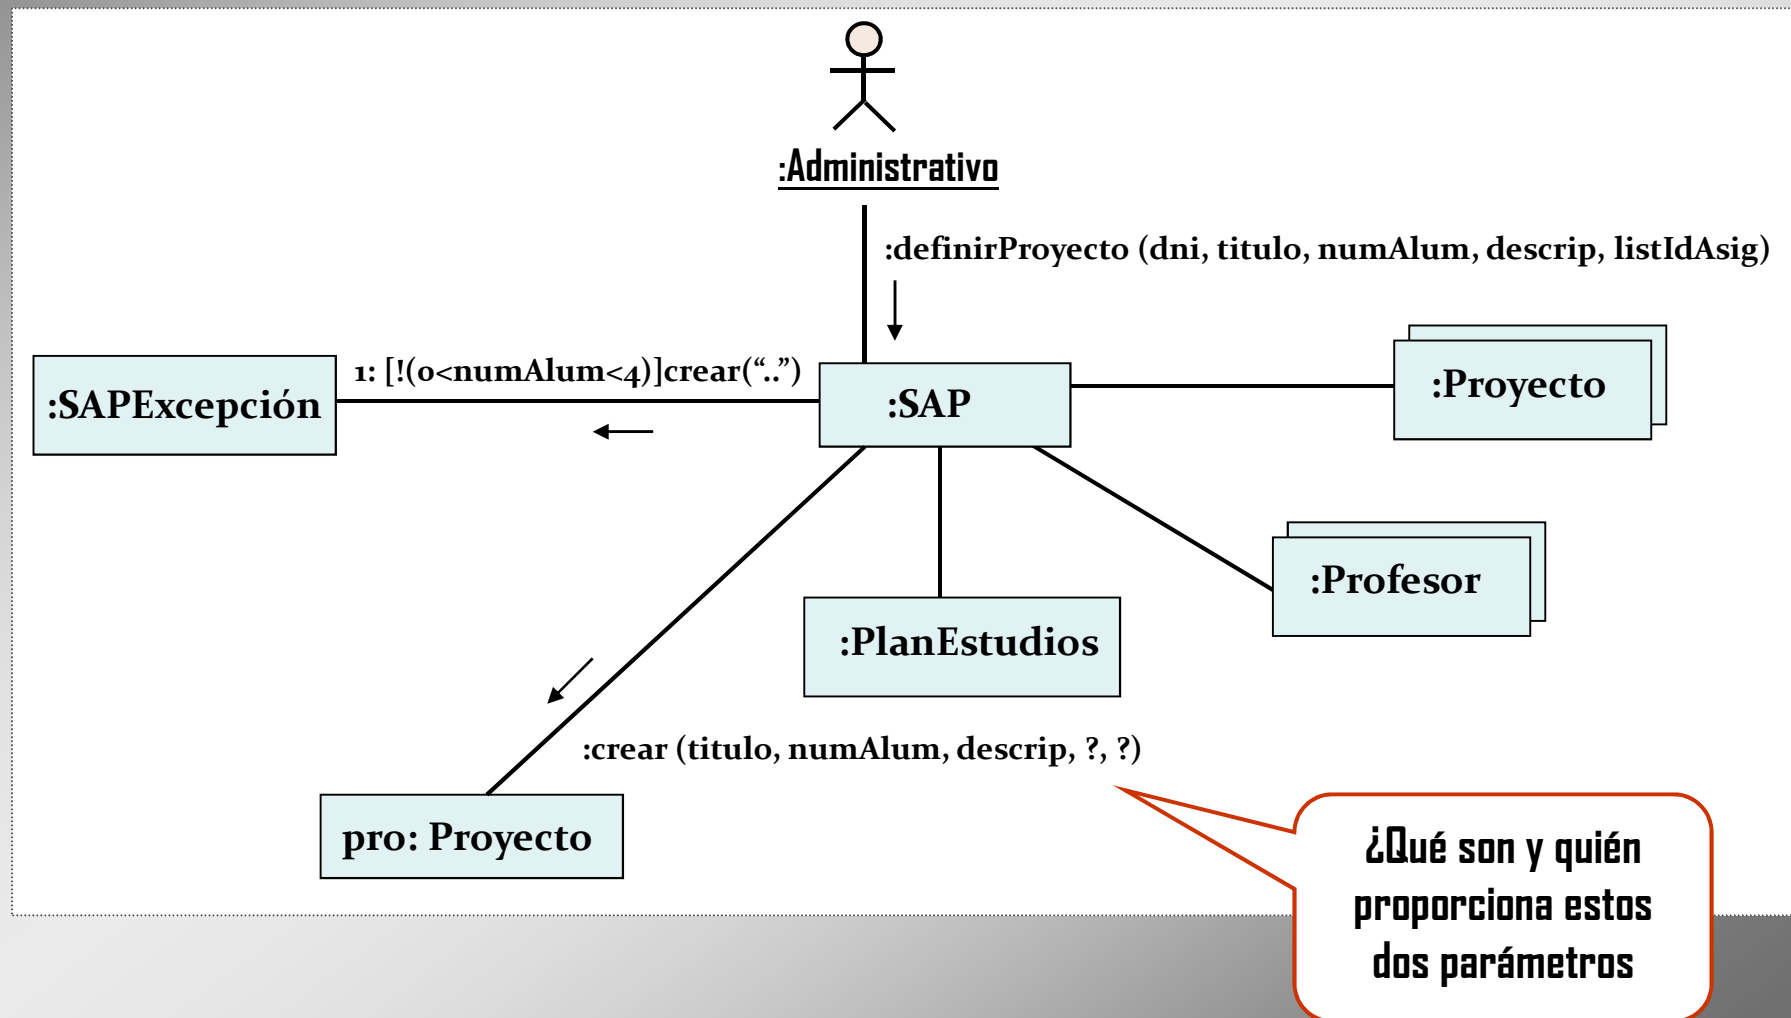 :Administrativo
:definirProyecto (dni, titulo, numAlum, descrip, listIdAsig)
1: [!(0<numAlum<4)]crear(“..”)
:SAPExcepción
:SAP
:Proyecto
:Profesor
:PlanEstudios
:crear (titulo, numAlum, descrip, ?, ?)
pro: Proyecto
¿Qué son y quién
proporciona estos
dos parámetros